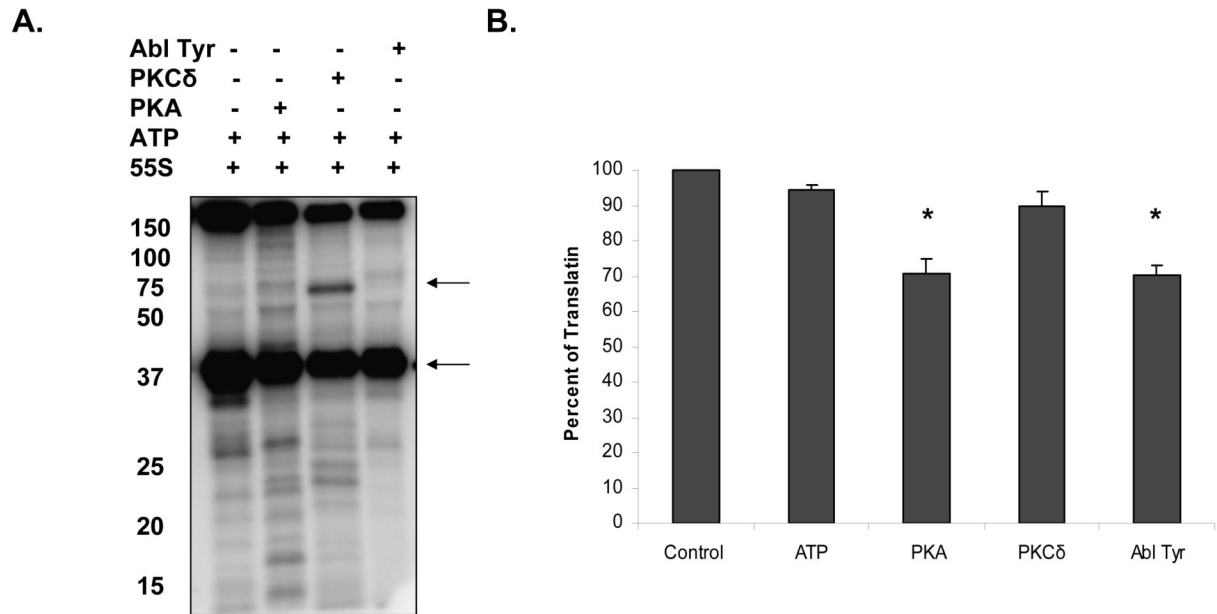 A.
Abl Tyr - - - +
PKCδ - - + -
PKA - + - -
ATP + + + +
55S + + + +
150
100
75
50
37
25
20
15
B.
Percent of Translatin
100
90
80
70
60
50
40
30
20
10
0
* *
Control ATP PKA PKCδ Abl Tyr